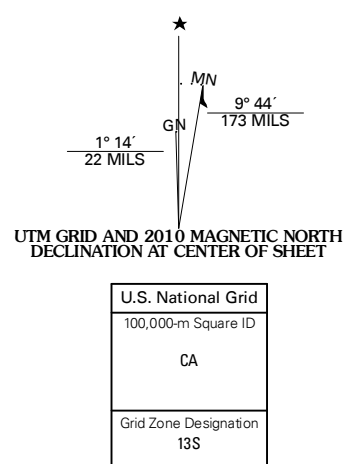 MN
GN
9° 44´
173 MILS
1° 14´
22 MILS
UTM GRID AND 2010 MAGNETIC NORTH
DECLINATION AT CENTER OF SHEET
U.S. National Grid
100,000-m Square ID
CA
Grid Zone Designation
13S